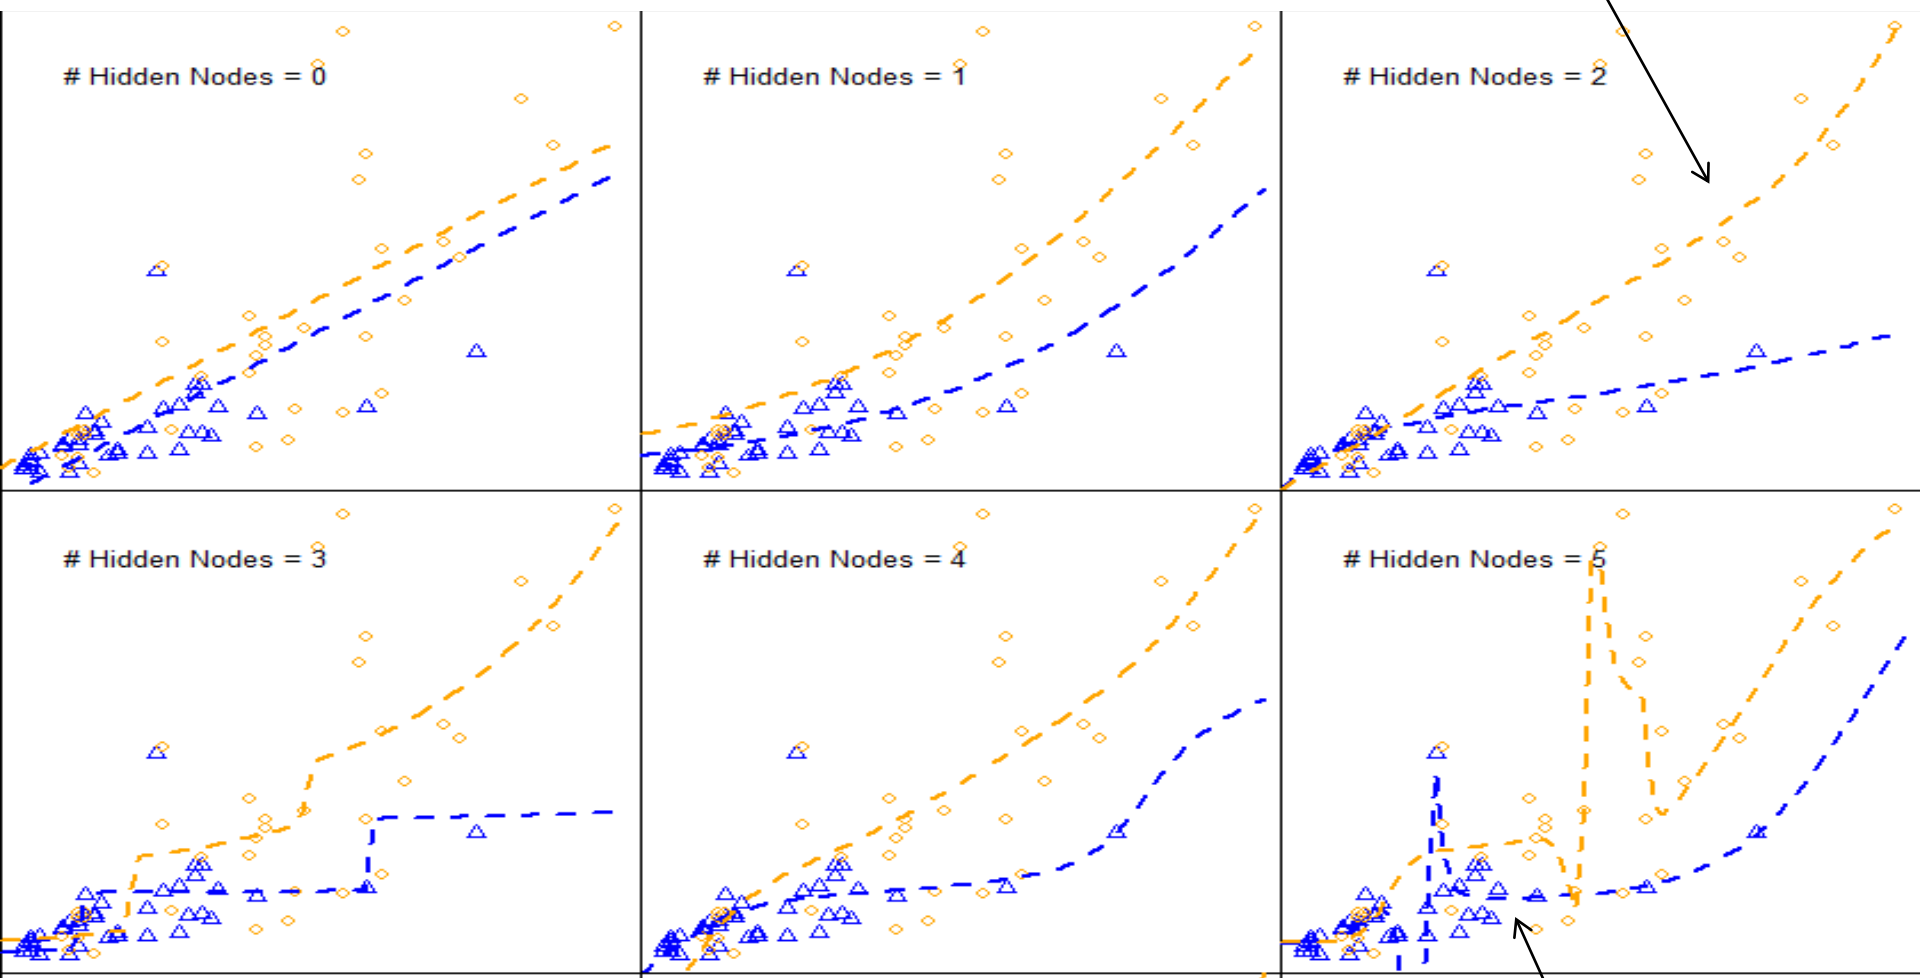 # Hidden Nodes = 0
# Hidden Nodes = 1
# Hidden Nodes = 2
# Hidden Nodes = 3
# Hidden Nodes = 4
# Hidden Nodes = 5